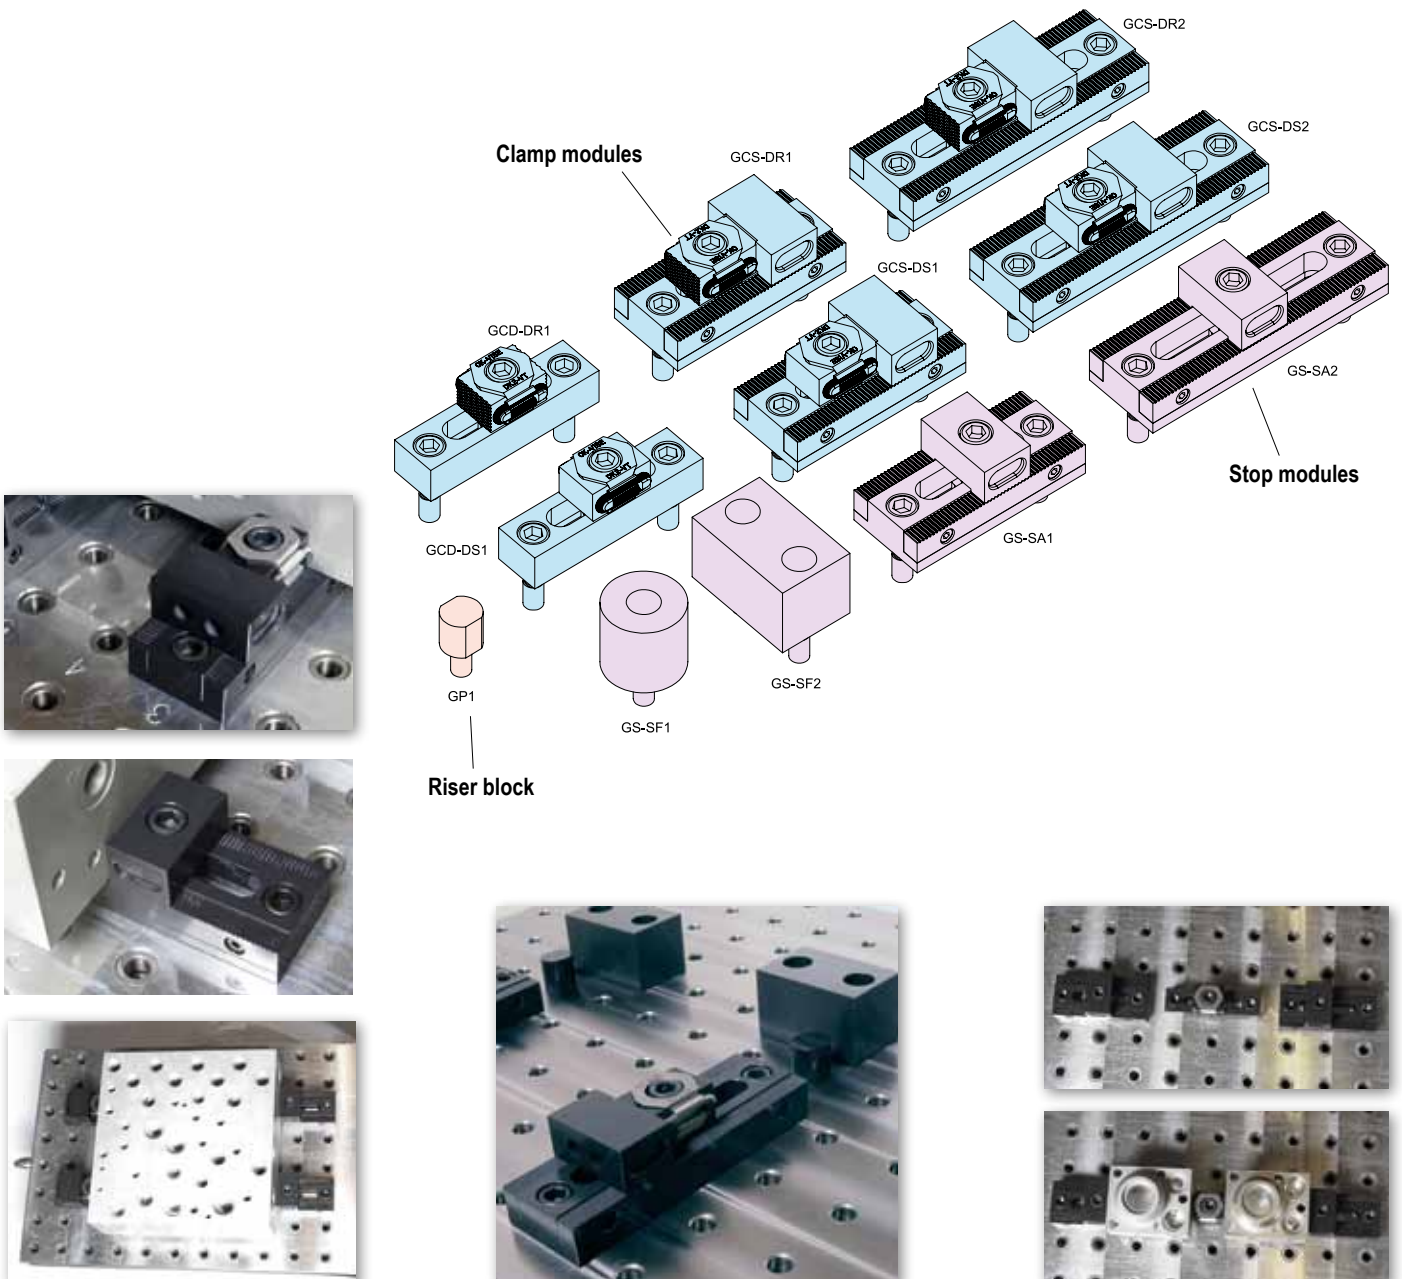 GCS-DR2
GCS-DS2
Clamp modules
GCS-DR1
GCS-DS1
GCD-DR1
GS-SA2
Stop modules
GS-SA1
GCD-DS1
GS-SF2
GP1
GS-SF1
Riser block